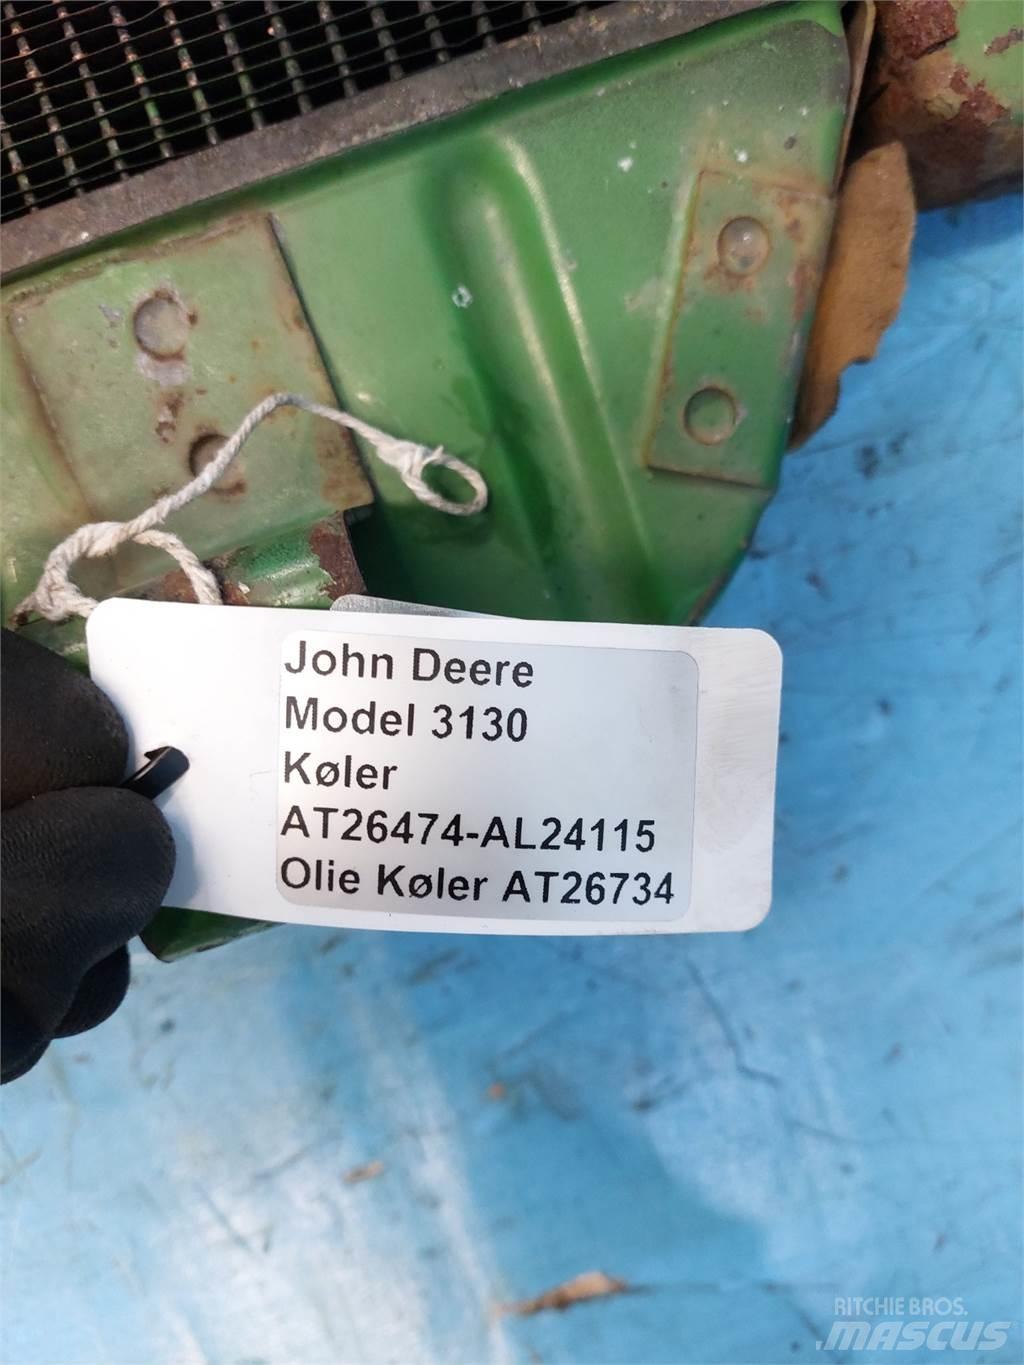 John Deere
Model 3130
Køler
AT26474-AL24115
Olie Køler AT26734
RITCHIE BROS.
MASCUS